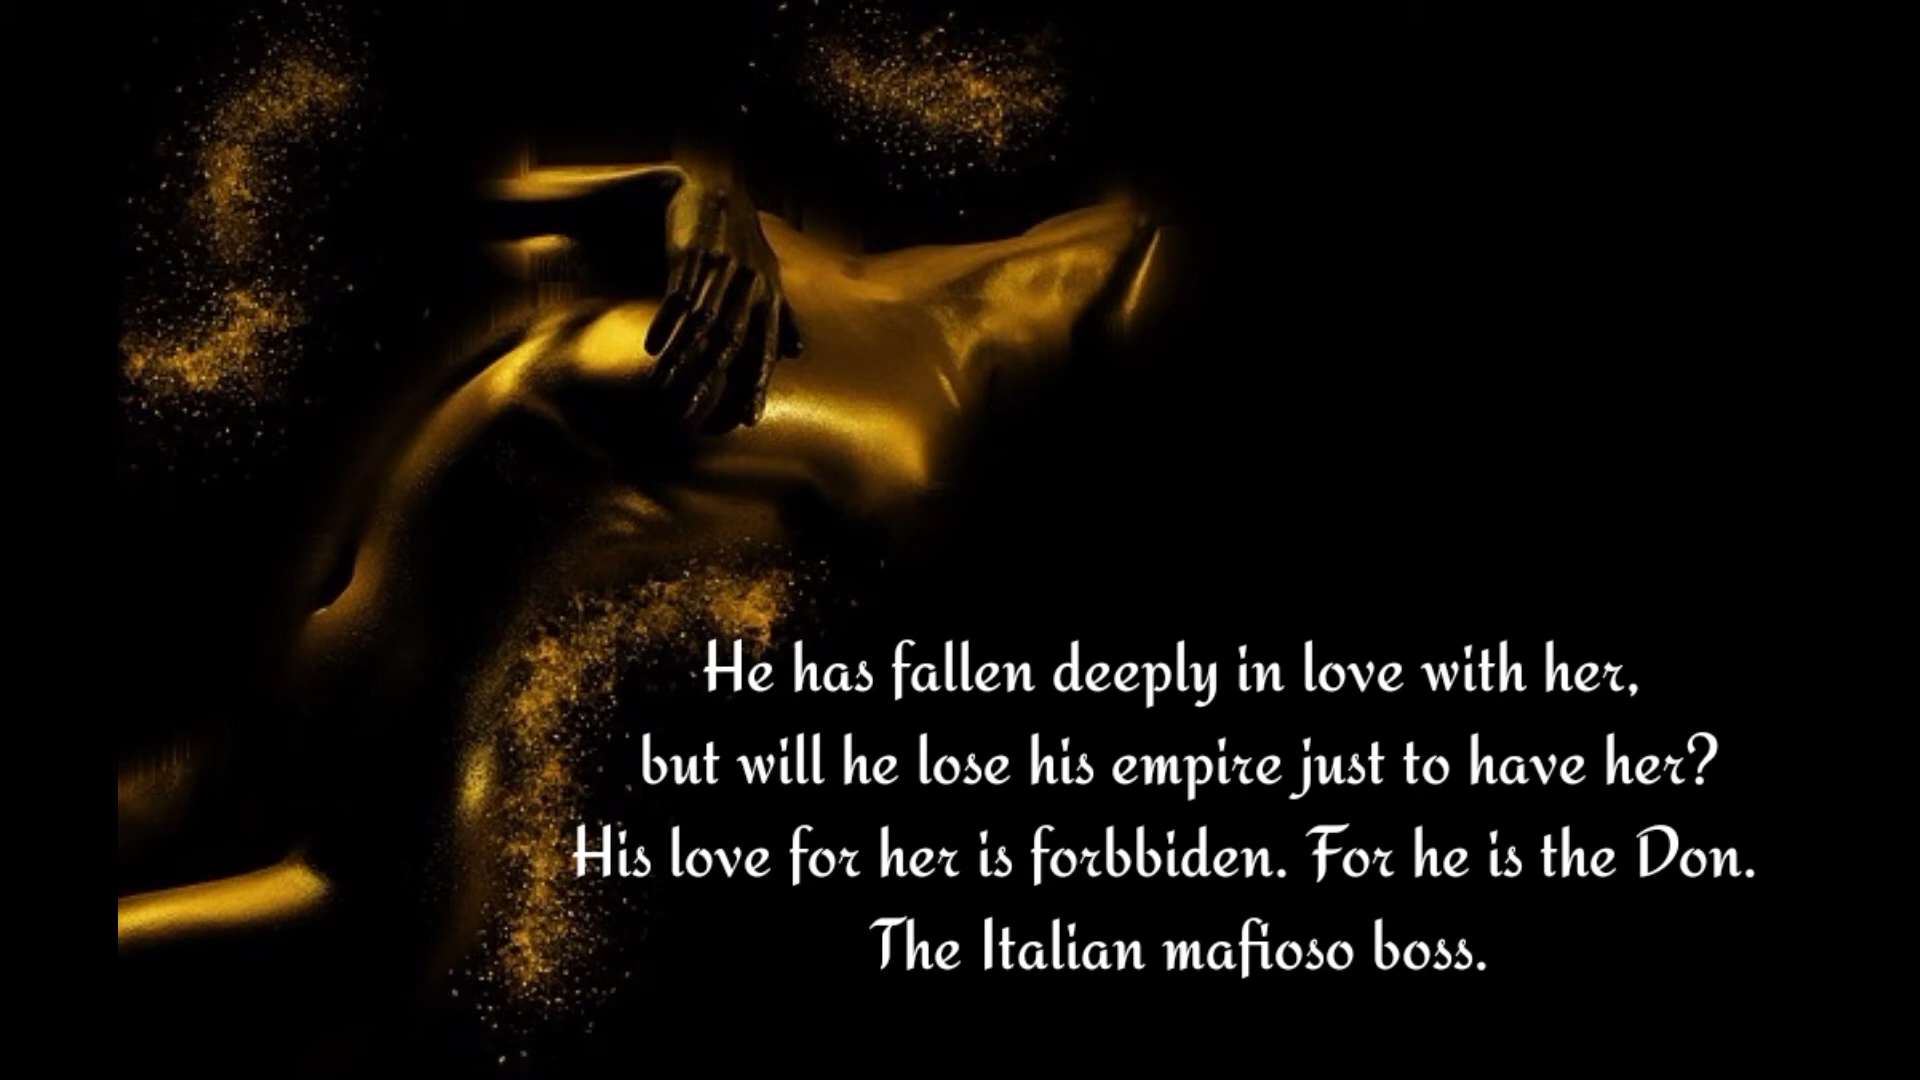 He has fallen deeply in love with her,
but will he lose his empire just to have her?
His love for her is forbbiden. For he is the Don.
The Italian mafioso boss.